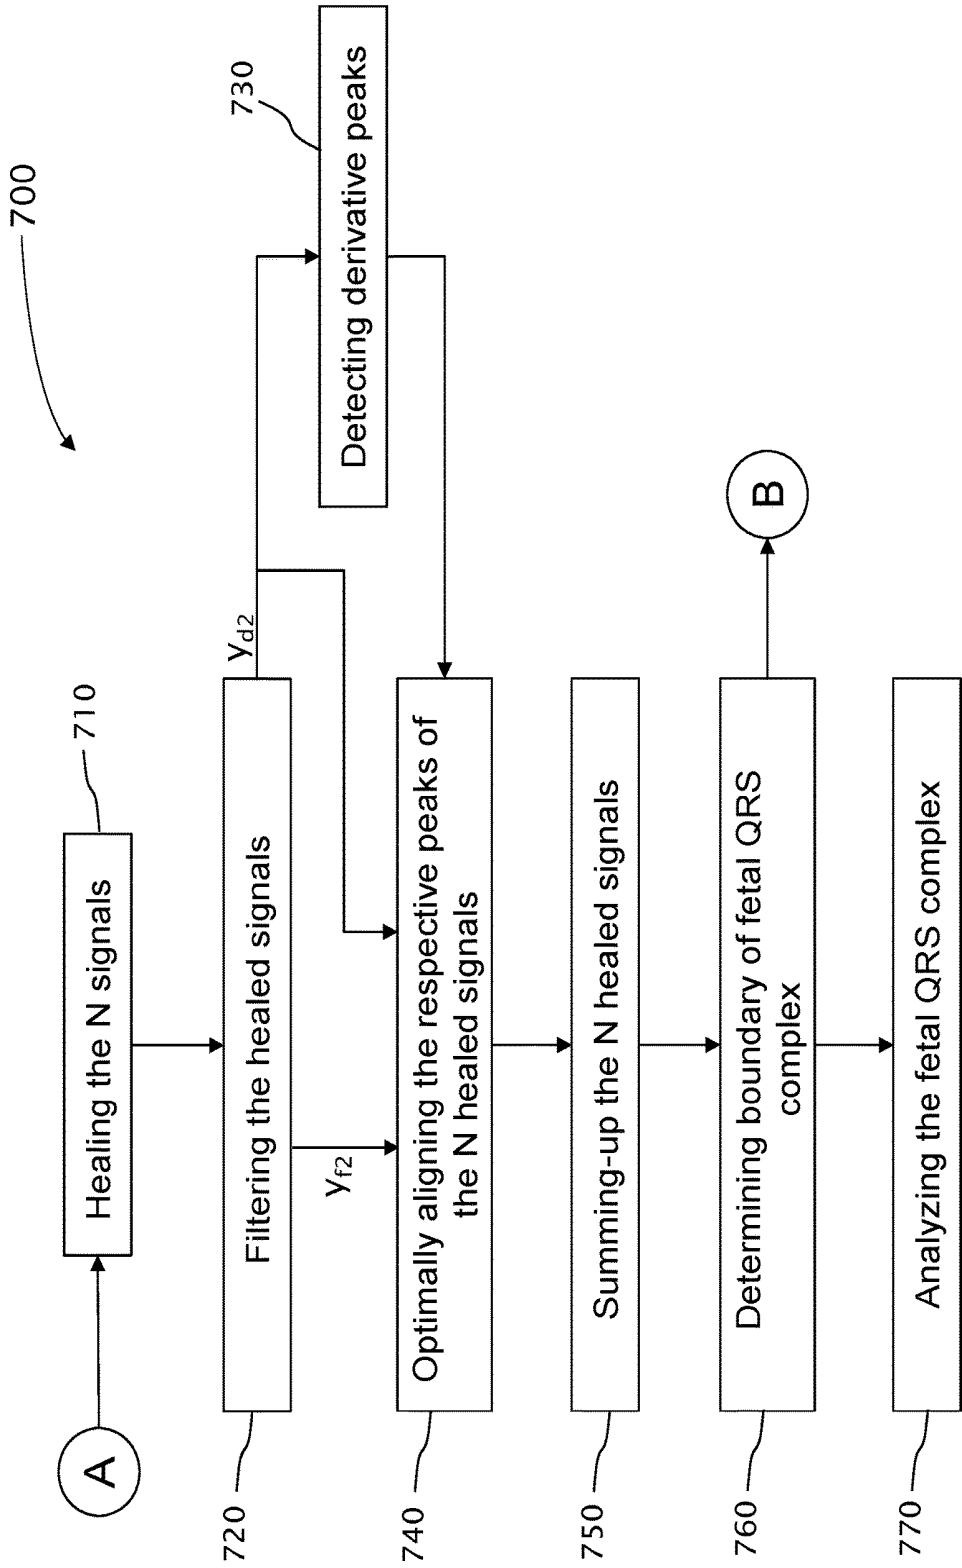 700
A
Healing the N signals
710
Filtering the healed signals
720
yd2
yf2
730
Detecting derivative peaks
Optimally aligning the respective peaks of
the N healed signals
740
Summing-up the N healed signals
750
Determining boundary of fetal QRS
complex
760
B
Analyzing the fetal QRS complex
770